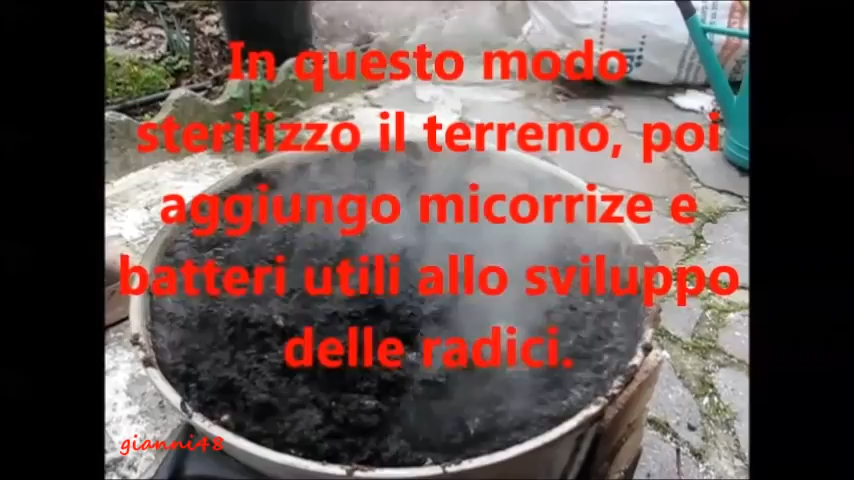 In questo modo
sterilizzo il terreno, poi
aggiungo micorrize e
batteri utili allo sviluppo
delle radici.
gianni48